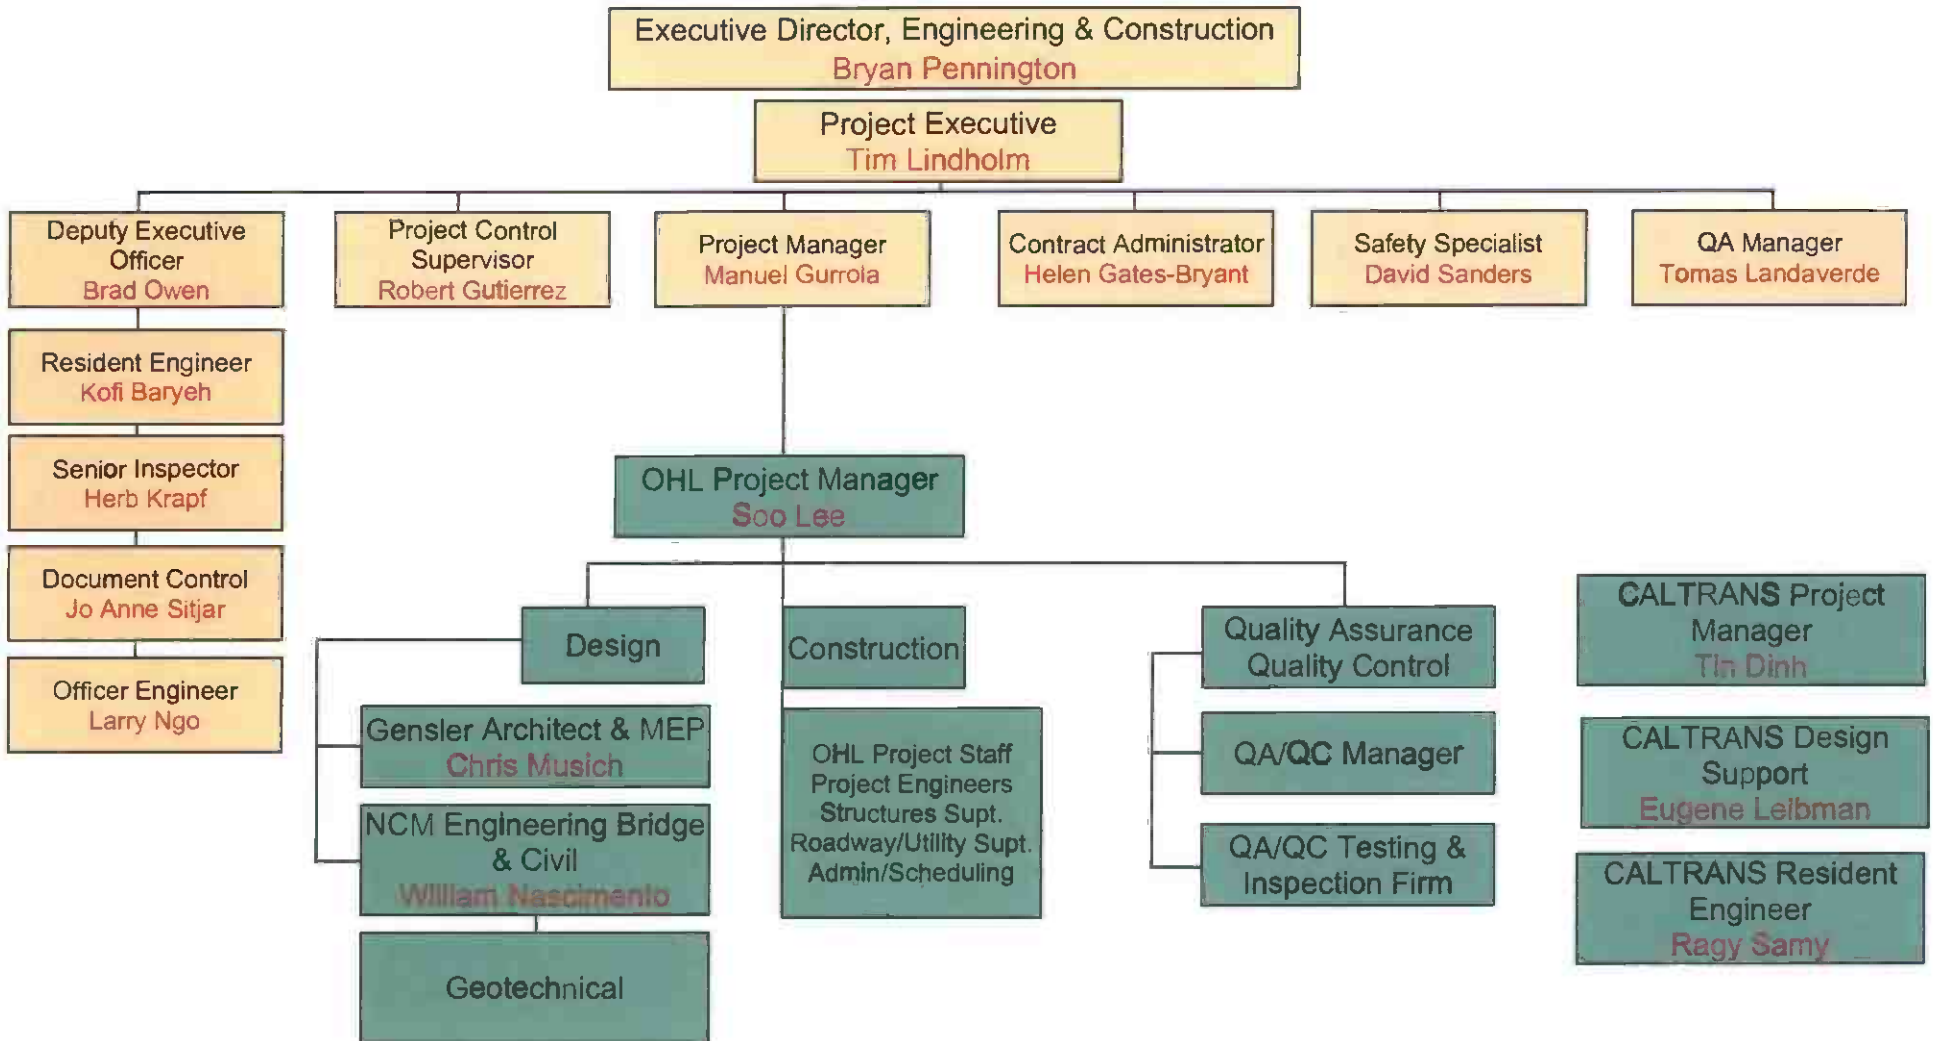 Executive Director, Engineering & Construction
Bryan Pennington
Project Executive
Tim Lindholm
Deputy Executive
Officer
Brad Owen
Project Control
Supervisor
Robert Gutierrez
Project Manager
Manuel Gurrola
Contract Administrator
Helen Gates-Bryant
Safety Specialist
David Sanders
QA Manager
Tomas Landaverde
Resident Engineer
Kofi Baryeh
Senior Inspector
Herb Krapf
Document Control
Jo Anne Sitjar
Officer Engineer
Larry Ngo
OHL Project Manager
Soo Lee
Design
Gensler Architect & MEP
Chris Musich
NCM Engineering Bridge
& Civil
William Nascimento
Geotechnical
Construction
OHL Project Staff
Project Engineers
Structures Supt.
Roadway/Utility Supt.
Admin/Scheduling
Quality Assurance
Quality Control
QA/QC Manager
QA/QC Testing &
Inspection Firm
CALTRANS Project
Manager
Tin Dinh
CALTRANS Design
Support
Eugene Leibman
CALTRANS Resident
Engineer
Ragy Samy